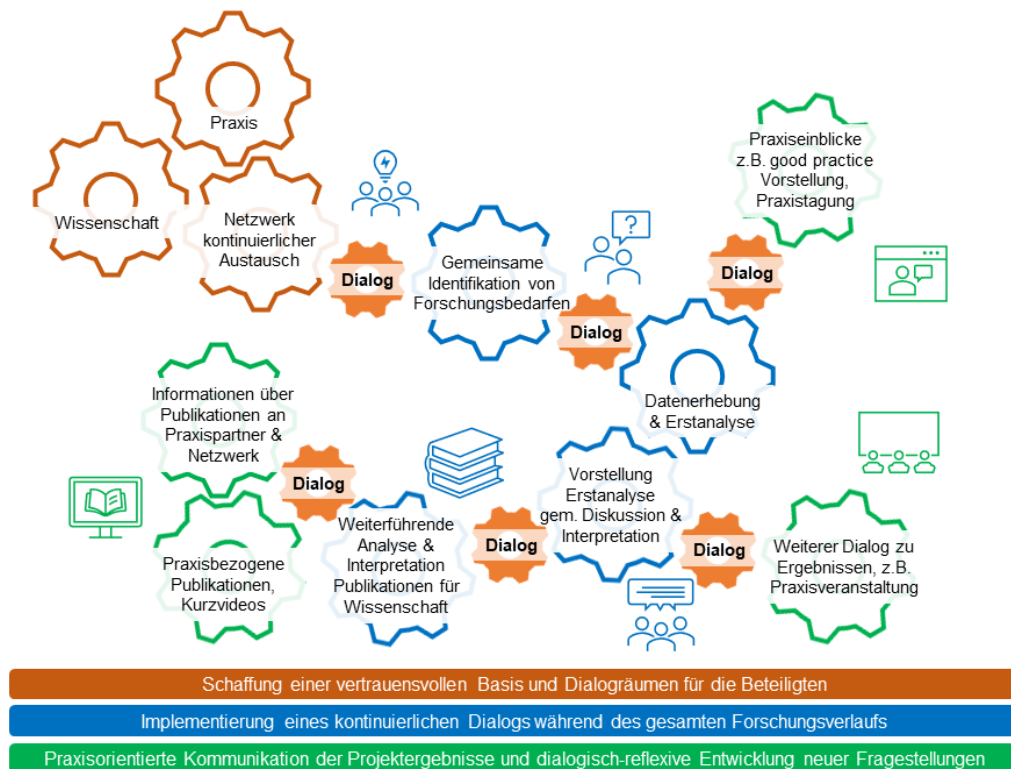 Praxis
Wissenschaft
Netzwerk
kontinuierlicher
Austausch
Dialog
Gemeinsame
Identifikation von
Forschungsbedarfen
Dialog
Dialog
Praxiseinblicke
z.B. good practice
Vorstellung,
Praxistagung
Datenerhebung
& Erstanalyse
Vorstellung
Erstanalyse
gem. Diskussion &
Interpretation
Dialog
Weiterer Dialog zu
Ergebnissen, z.B.
Praxisveranstaltung
Dialog
Weiterführende
Analyse &
Interpretation
Publikationen für
Wissenschaft
Dialog
Informationen über
Publikationen an
Praxispartner &
Netzwerk
Praxisbezogene
Publikationen,
Kurzvideos
?
Schaffung einer vertrauensvollen Basis und Dialogräumen für die Beteiligten
Implementierung eines kontinuierlichen Dialogs während des gesamten Forschungsverlaufs
Praxisorientierte Kommunikation der Projektergebnisse und dialogisch-reflexive Entwicklung neuer Fragestellungen